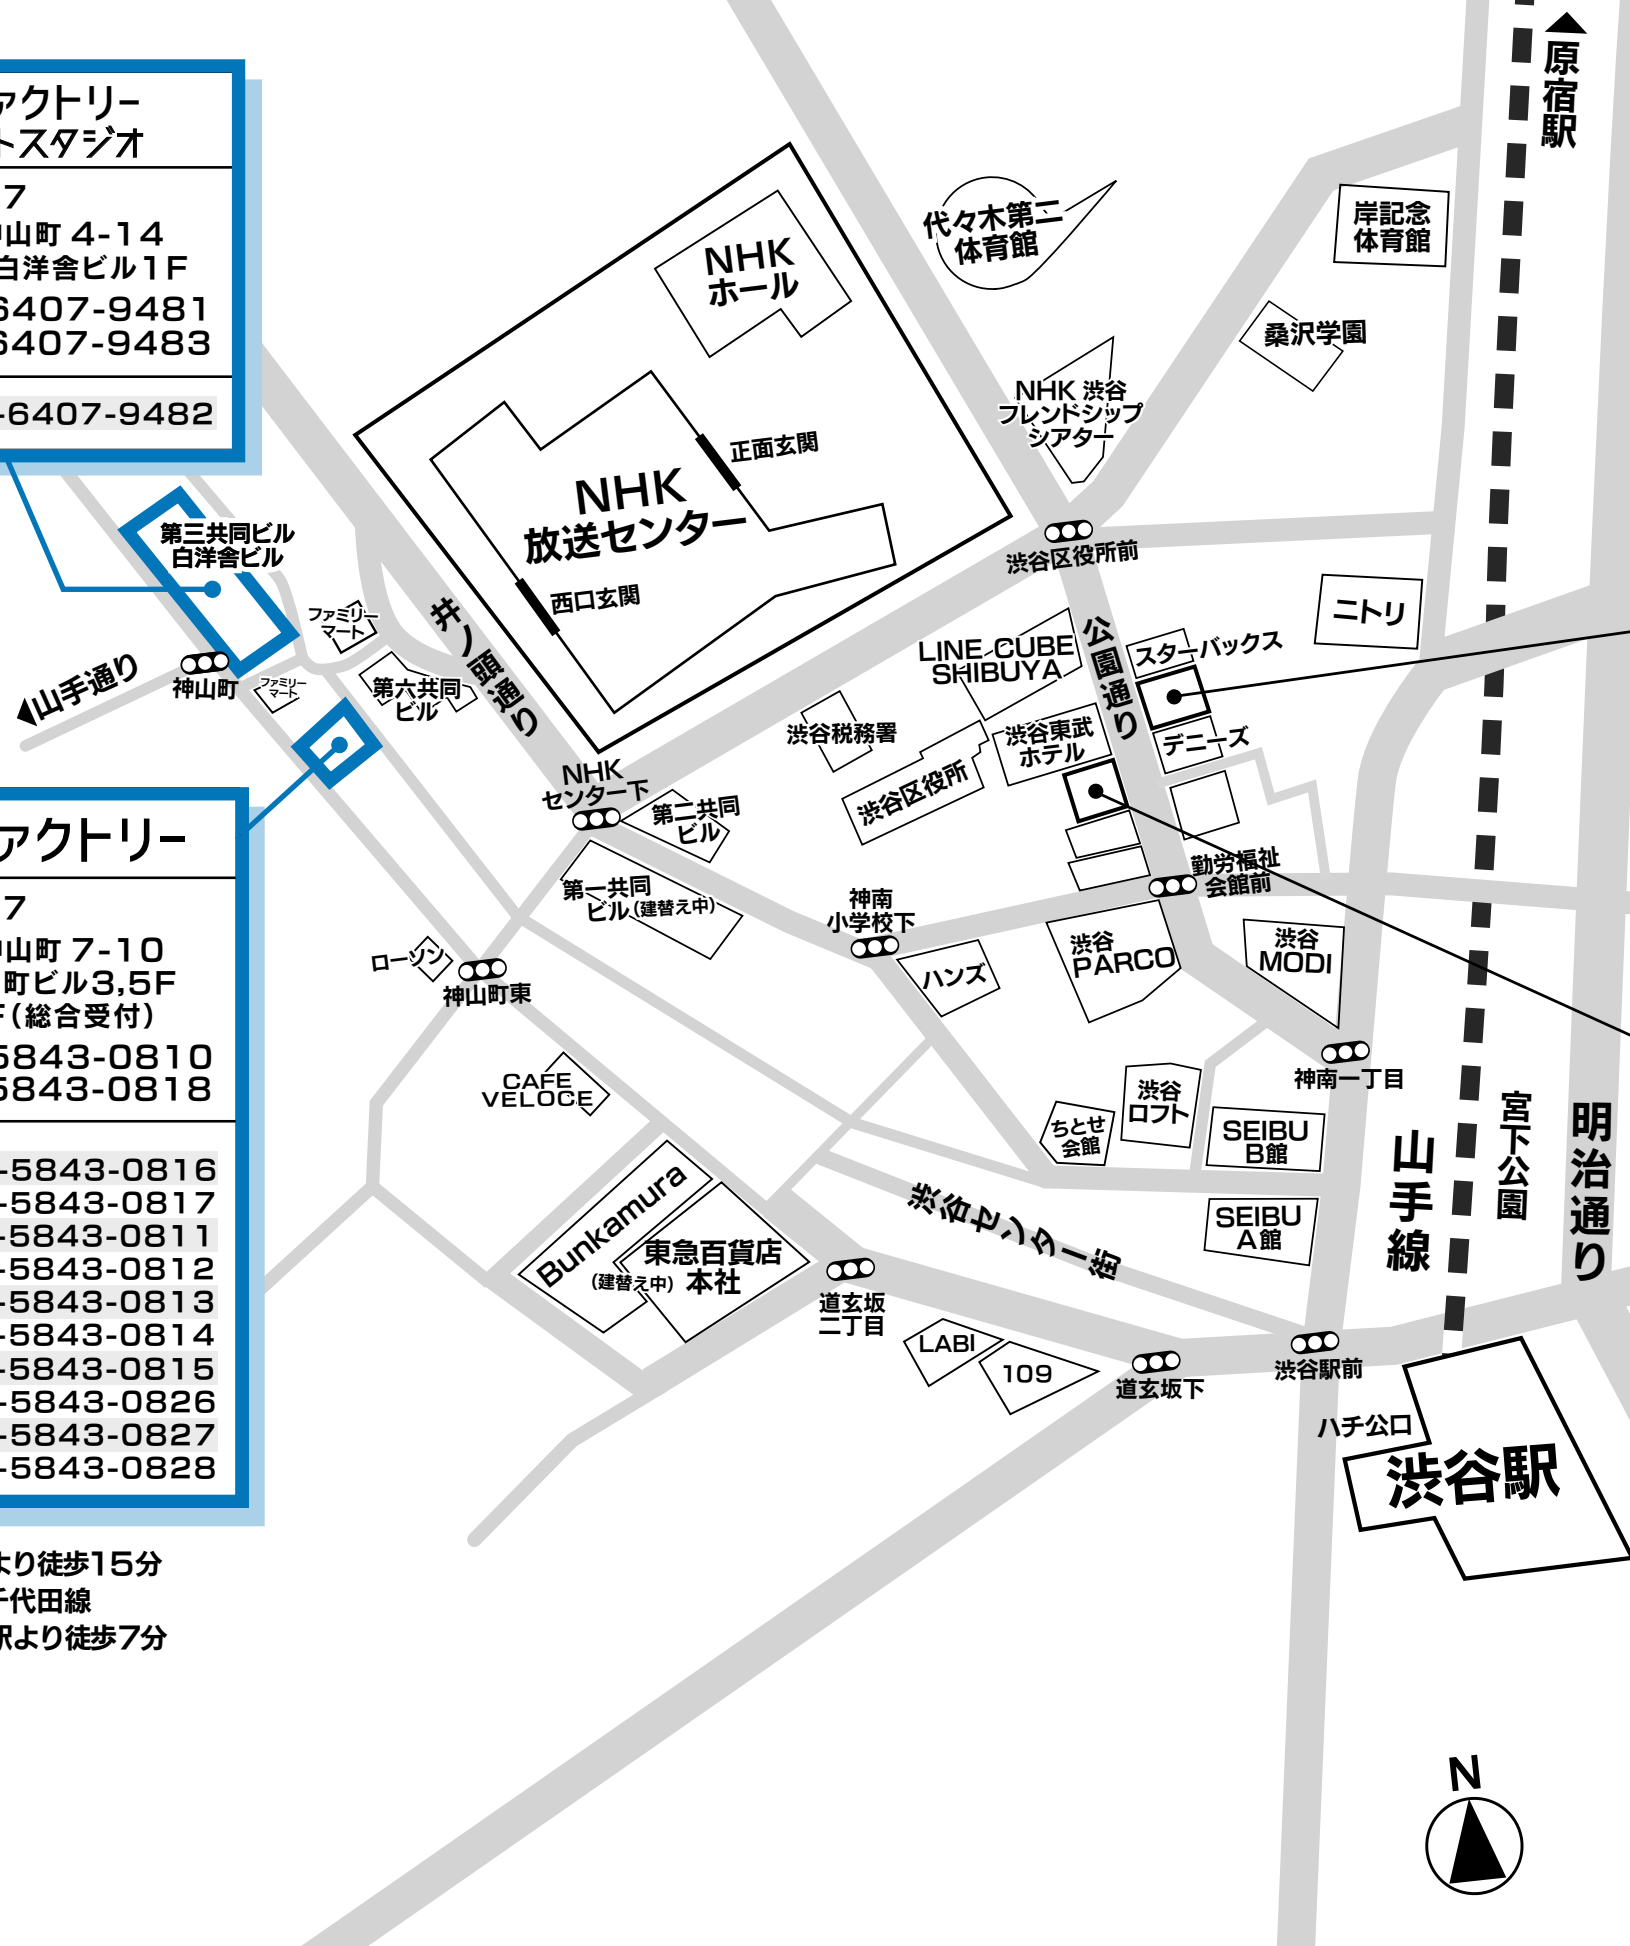 原宿駅
ァクトリー
トスタジオ
7
山町 4-14
白洋舎ビル1F
6407-9481
6407-9483
-6407-9482
NHK
ホール
代々木第二
体育館
岸記念
体育館
桑沢学園
NHK 渋谷
フレンドシップ
シアター
正面玄関
NHK
放送センター
西口玄関
第三共同ビル
白洋舎ビル
渋谷区役所前
ニトリ
ファミリー
マート
井ノ頭通り
公園通り
LINE CUBE
SHIBUYA
スターバックス
山手通り
神山町
ファミリー
マート
第六共同
ビル
渋谷税務署
渋谷東武
ホテル
デニーズ
渋谷区役所
NHK
センター下
第二共同
ビル
ァクトリー
7
山町 7-10
町ビル3,5F
F(総合受付)
5843-0810
5843-0818
-5843-0816
-5843-0817
-5843-0811
-5843-0812
-5843-0813
-5843-0814
-5843-0815
-5843-0826
-5843-0827
-5843-0828
第一共同
ビル(建替え中)
神南
小学校下
勤労福祉
会館前
ローソン
神山町東
ハンズ
渋谷
PARCO
渋谷
MODI
神南一丁目
CAFE
VELOCE
渋谷
ロフト
ちとせ
会館
SEIBU
B館
SEIBU
A館
宮下公園
明治通り
山手線
Bunkamura
東急百貨店
(建替え中) 本社
渋谷センター街
道玄坂
二丁目
LABI
109
道玄坂下
渋谷駅前
ハチ公口
渋谷駅
より徒歩15分
千代田線
駅より徒歩7分
N